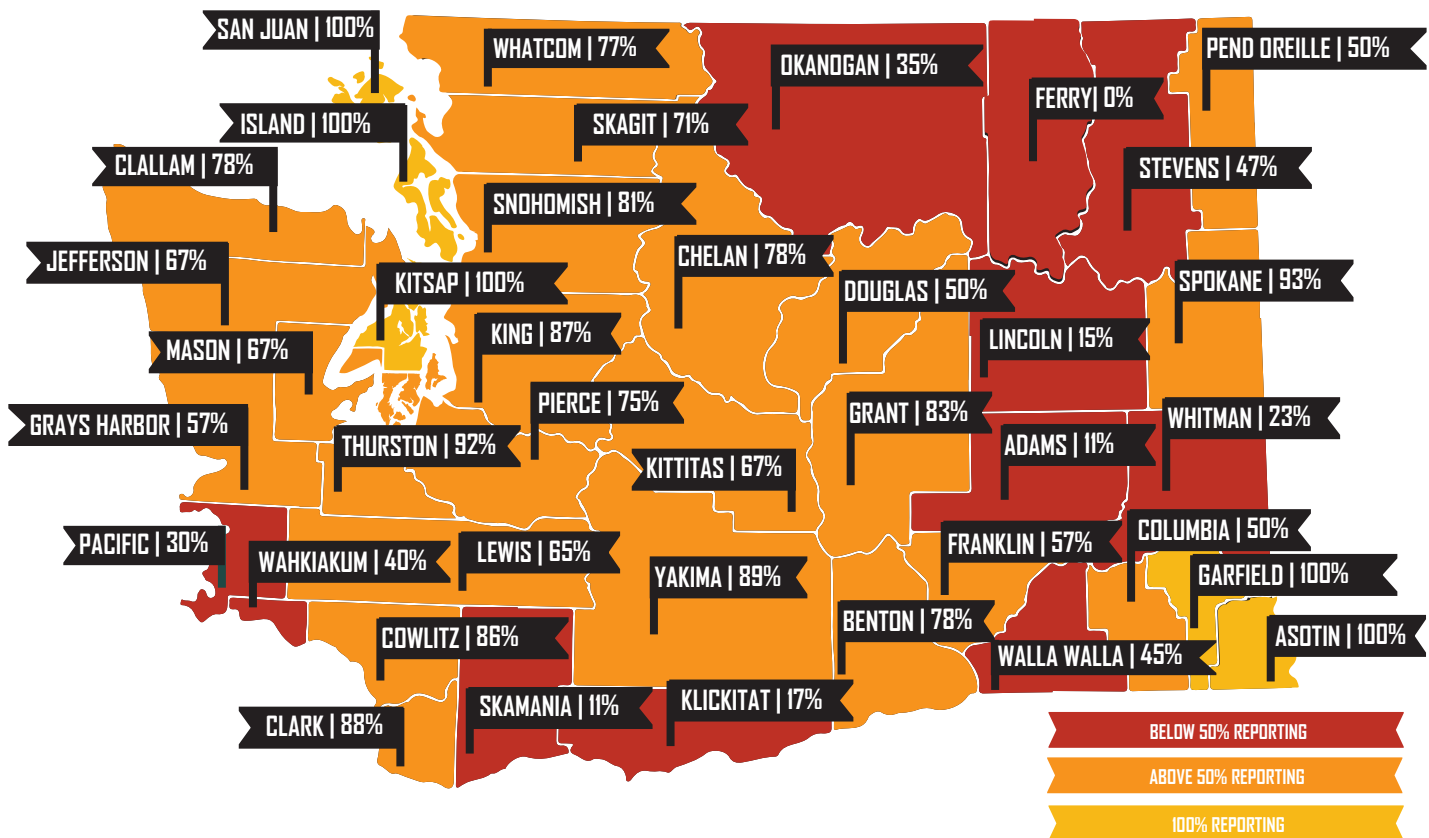 SAN JUAN | 100%
WHATCOM | 77%
OKANOGAN | 35%
PEND OREILLE | 50%
FERRY| 0%
ISLAND | 100%
SKAGIT | 71%
CLALLAM | 78%
STEVENS | 47%
SNOHOMISH | 81%
JEFFERSON | 67%
CHELAN | 78%
KITSAP | 100%
DOUGLAS | 50%
SPOKANE | 93%
MASON | 67%
KING | 87%
LINCOLN | 15%
PIERCE | 75%
GRANT | 83%
WHITMAN | 23%
GRAYS HARBOR | 57%
THURSTON | 92%
ADAMS | 11%
KITTITAS | 67%
PACIFIC | 30%
WAHKIAKUM | 40%
LEWIS | 65%
FRANKLIN | 57%
COLUMBIA | 50%
YAKIMA | 89%
GARFIELD | 100%
COWLITZ | 86%
BENTON | 78%
ASOTIN | 100%
WALLA WALLA | 45%
CLARK | 88%
SKAMANIA | 11%
KLICKITAT | 17%
BELOW 50% REPORTING
ABOVE 50% REPORTING
100% REPORTING